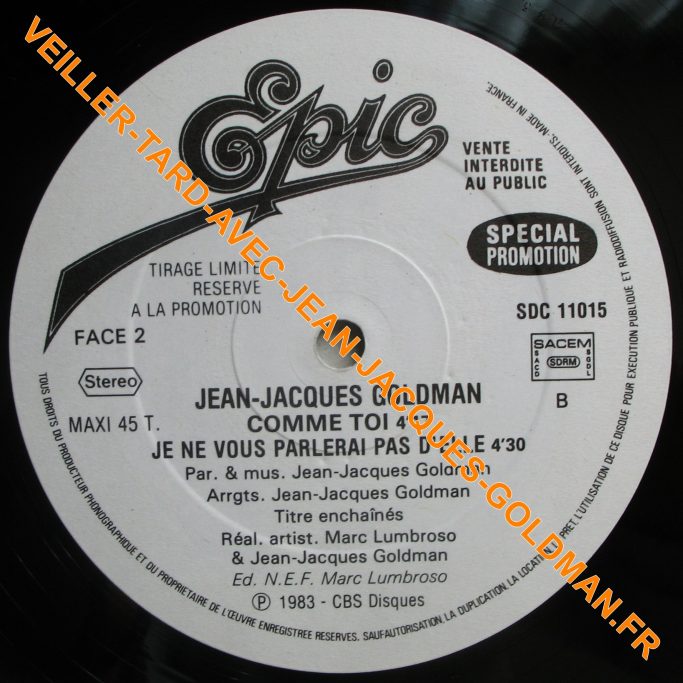 Epic
VENTE
INTERDITE
AU PUBLIC
SPECIAL
PROMOTION
TIRAGE LIMITE
RESERVE
A LA PROMOTION
SDC 11015
FACE 2
Stereo
SACEM
SACD
SDRM
SGDL
MAXI 45 T.
B
JEAN-JACQUES GOLDMAN
COMME TOI
JE NE VOUS PARLERAI PAS D'ELLE 4'30
Par. & mus. Jean-Jacques Goldman
Arrgts. Jean-Jacques Goldman
Titre enchaînés
Réal. artist. Marc Lumbroso
& Jean-Jacques Goldman
Ed. N.E.F. Marc Lumbroso
℗ 1983 - CBS Disques
TOUS DROITS DU PRODUCTEUR PHONOGRAPHIQUE ET DU PROPRIETAIRE DE L'ŒUVRE ENREGISTREE RESERVES. SAUF AUTORISATION LA DUPLICATION, LA LOCATION, LE PRET, L'UTILISATION DE CE DISQUE POUR EXECUTION PUBLIQUE ET RADIODIFFUSION SONT INTERDITS. MADE IN FRANCE.
VEILLER-TARD-AVEC-JEAN-JACQUES-GOLDMAN.FR